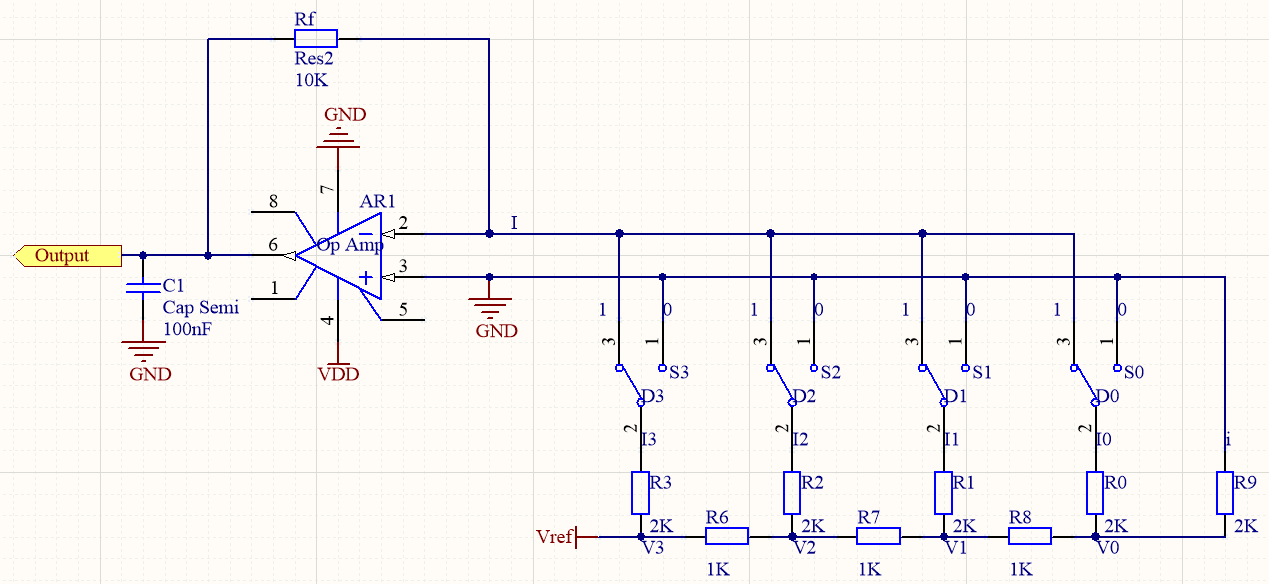 Rf
Res2
10K
GND
7
8
AR1
2
I
Op Amp
6
Output
3
1
5
4
C1
Cap Semi
100nF
GND
VDD
GND
1
0
1
0
1
0
1
0
3
1
3
1
3
1
3
1
S3
S2
S1
S0
D3
D2
D1
D0
2
I3
2
I2
2
I1
2
I0
i
R3
R2
R1
R0
R9
R6
R7
R8
2K
2K
2K
2K
2K
Vref
V3
V2
V1
V0
1K
1K
1K